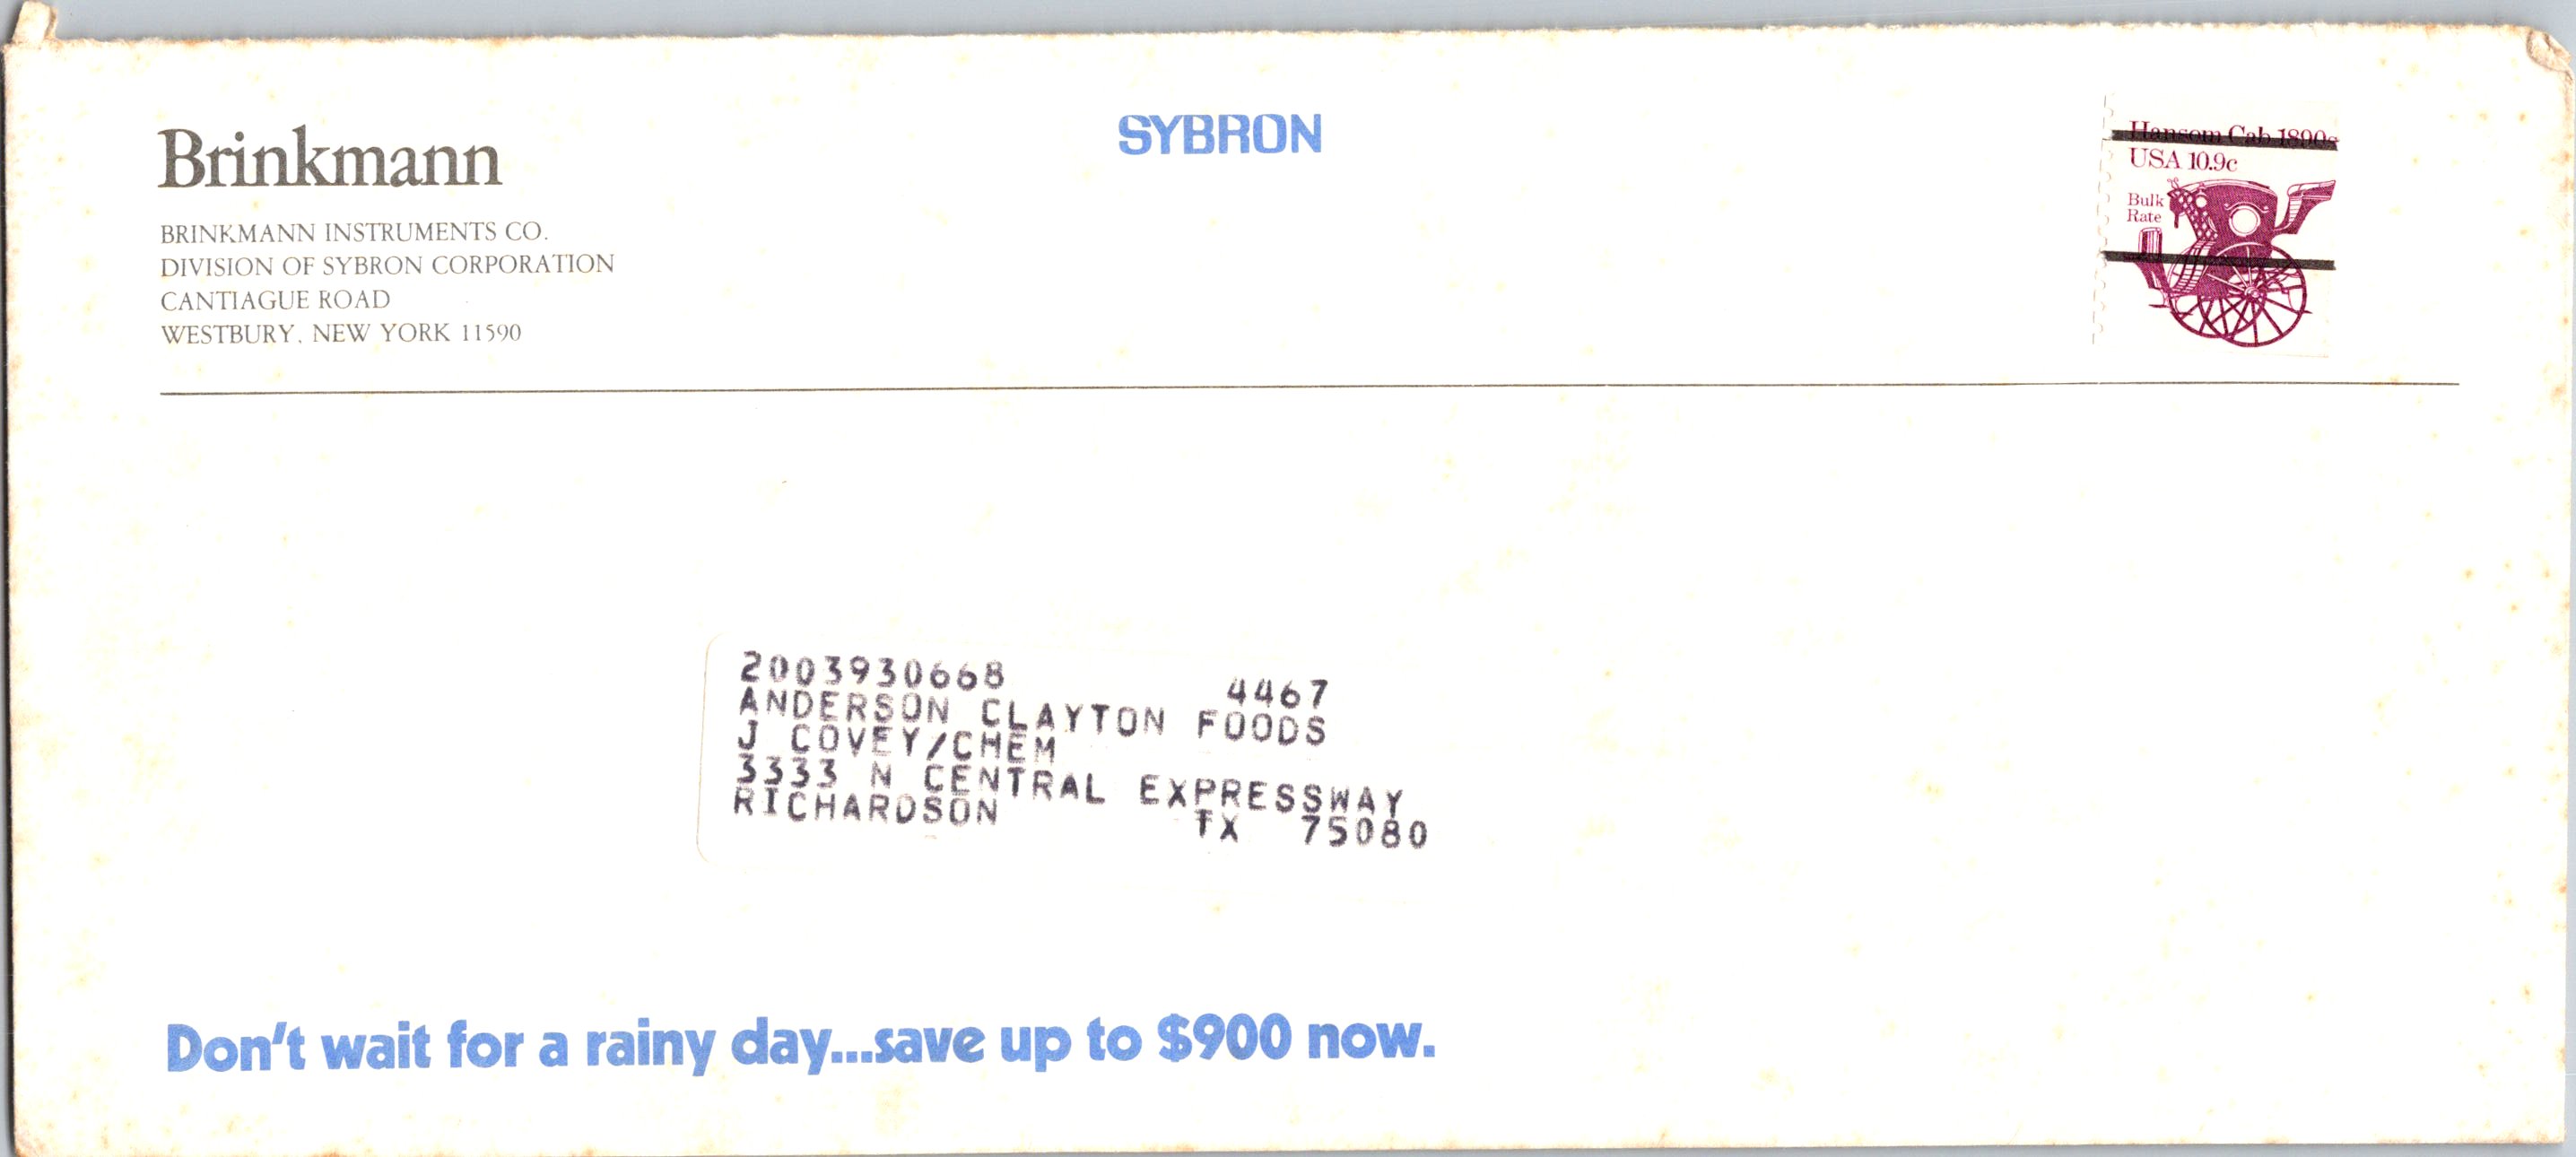 Brinkmann
BRINKMANN INSTRUMENTS CO.
DIVISION OF SYBRON CORPORATION
CANTIAGUE ROAD
WESTBURY, NEW YORK 11590
SYBRON
Hansom Cab 1890s
USA 10.9c
Bulk
Rate
2003930668 4467
ANDERSON CLAYTON FOODS
J COVEY/CHEM
3333 N CENTRAL EXPRESSWAY
RICHARDSON TX 75080
Don't wait for a rainy day...save up to $900 now.